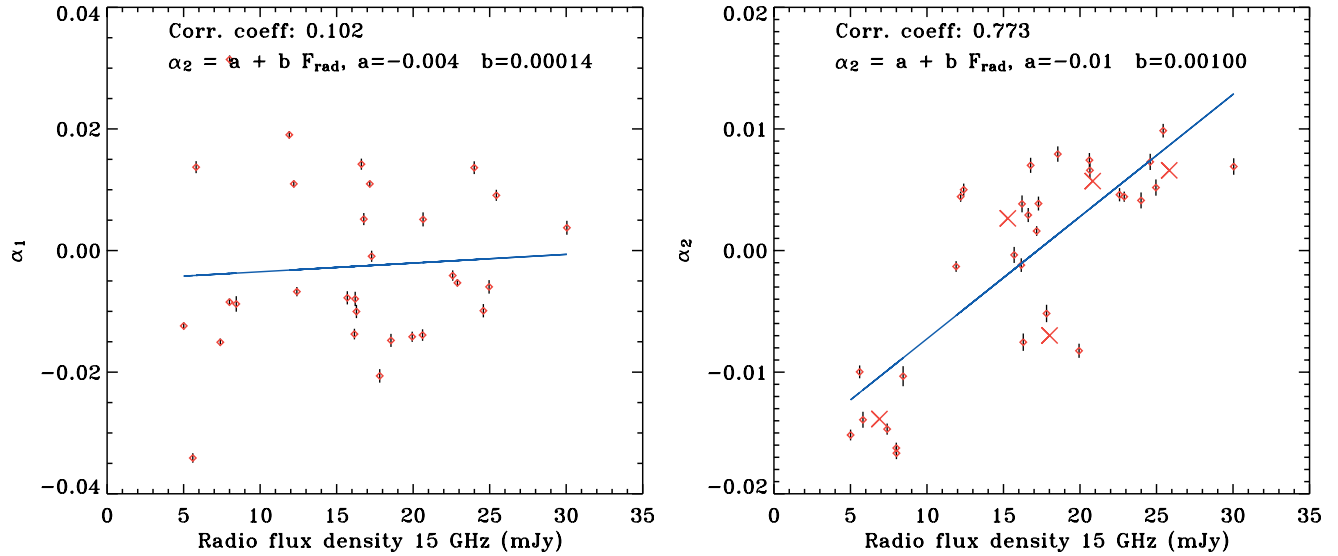 Corr. coeff: 0.102
α₂ = a + b F_rad, a=−0.004 b=0.00014
0.04
0.02
0.00
−0.02
−0.04
α₁
0 5 10 15 20 25 30 35
Radio flux density 15 GHz (mJy)
Corr. coeff: 0.773
α₂ = a + b F_rad, a=−0.01 b=0.00100
0.02
0.01
0.00
−0.01
−0.02
α₂
0 5 10 15 20 25 30 35
Radio flux density 15 GHz (mJy)